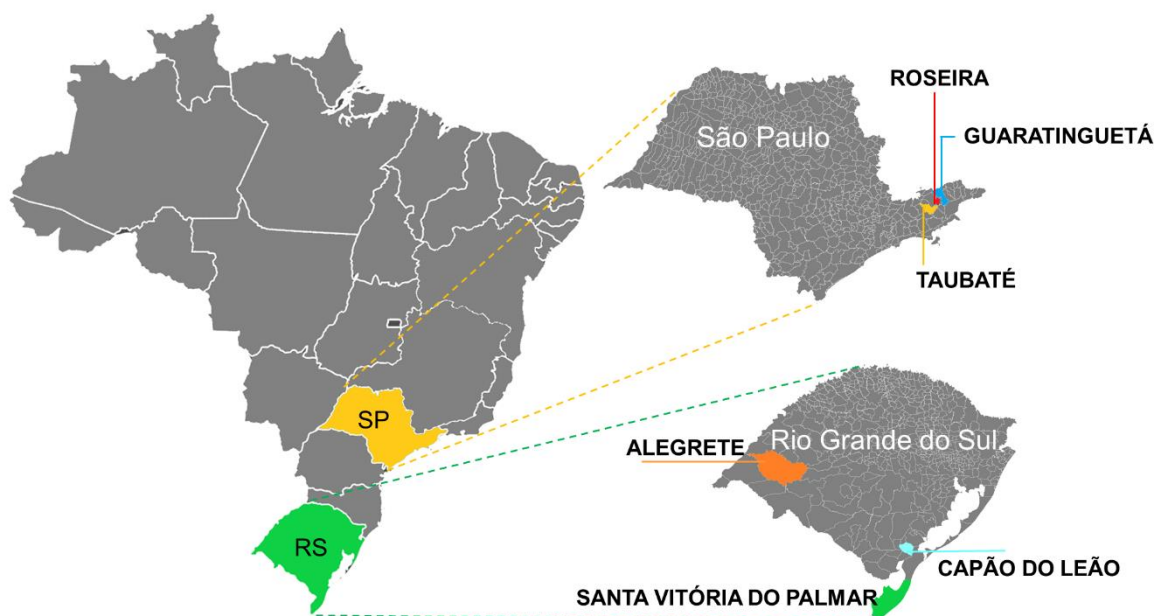 ROSEIRA
São Paulo
GUARATINGUETÁ
TAUBATÉ
SP
ALEGRETE
Rio Grande do Sul
RS
CAPÃO DO LEÃO
SANTA VITÓRIA DO PALMAR